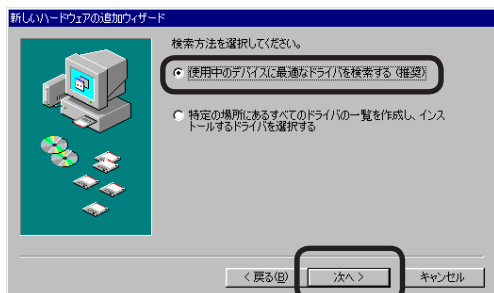 新しいハードウェアの追加ウィザード
検索方法を選択してください。
使用中のデバイスに最適なドライバを検索する (推奨)
特定の場所にあるすべてのドライバの一覧を作成し、インス
トールするドライバを選択する
< 戻る(B)
次へ >
キャンセル